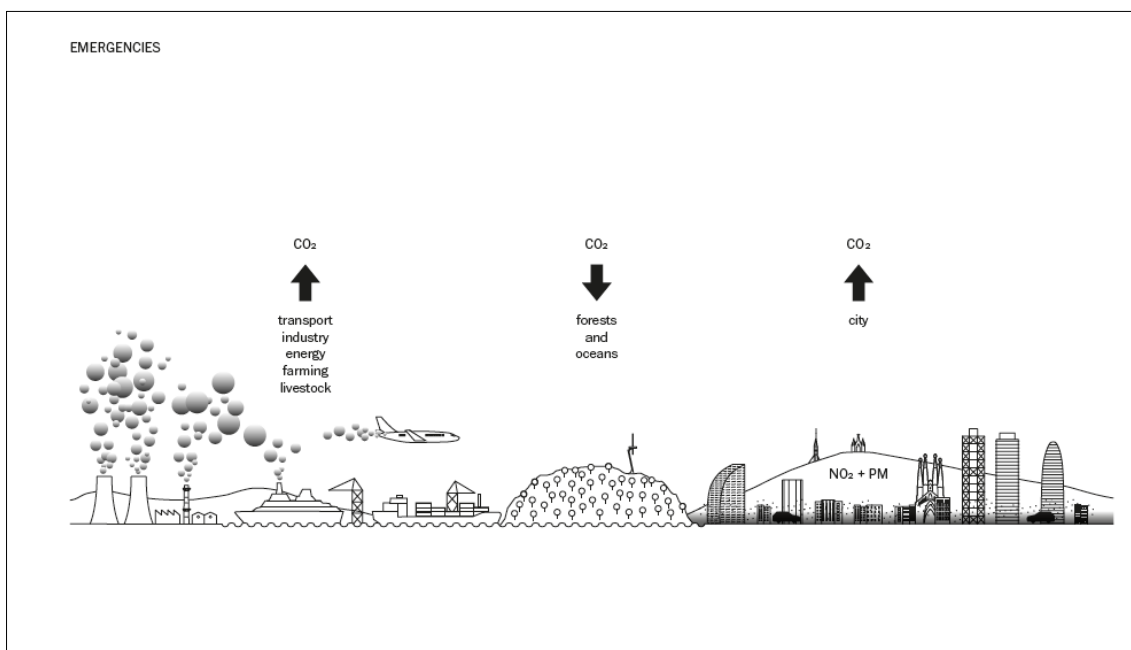 EMERGENCIES
CO₂
transport
industry
energy
farming
livestock
CO₂
forests
and
oceans
CO₂
city
NO₂ + PM